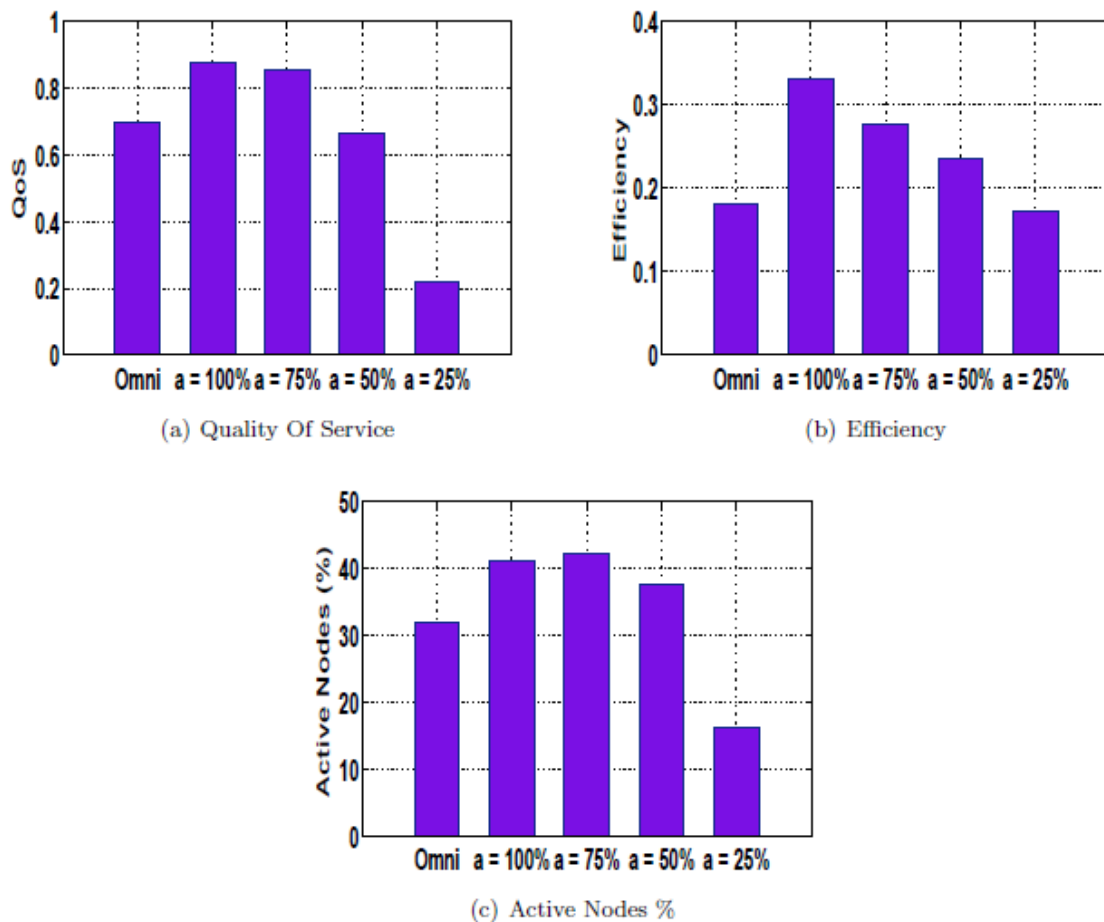 1
0.8
0.6
0.4
0.2
0
QoS
Omni a = 100% a = 75% a = 50% a = 25%
(a) Quality Of Service
0.4
0.3
0.2
0.1
0
Efficiency
Omni a = 100% a = 75% a = 50% a = 25%
(b) Efficiency
50
40
30
20
10
0
Active Nodes (%)
Omni a = 100% a = 75% a = 50% a = 25%
(c) Active Nodes %